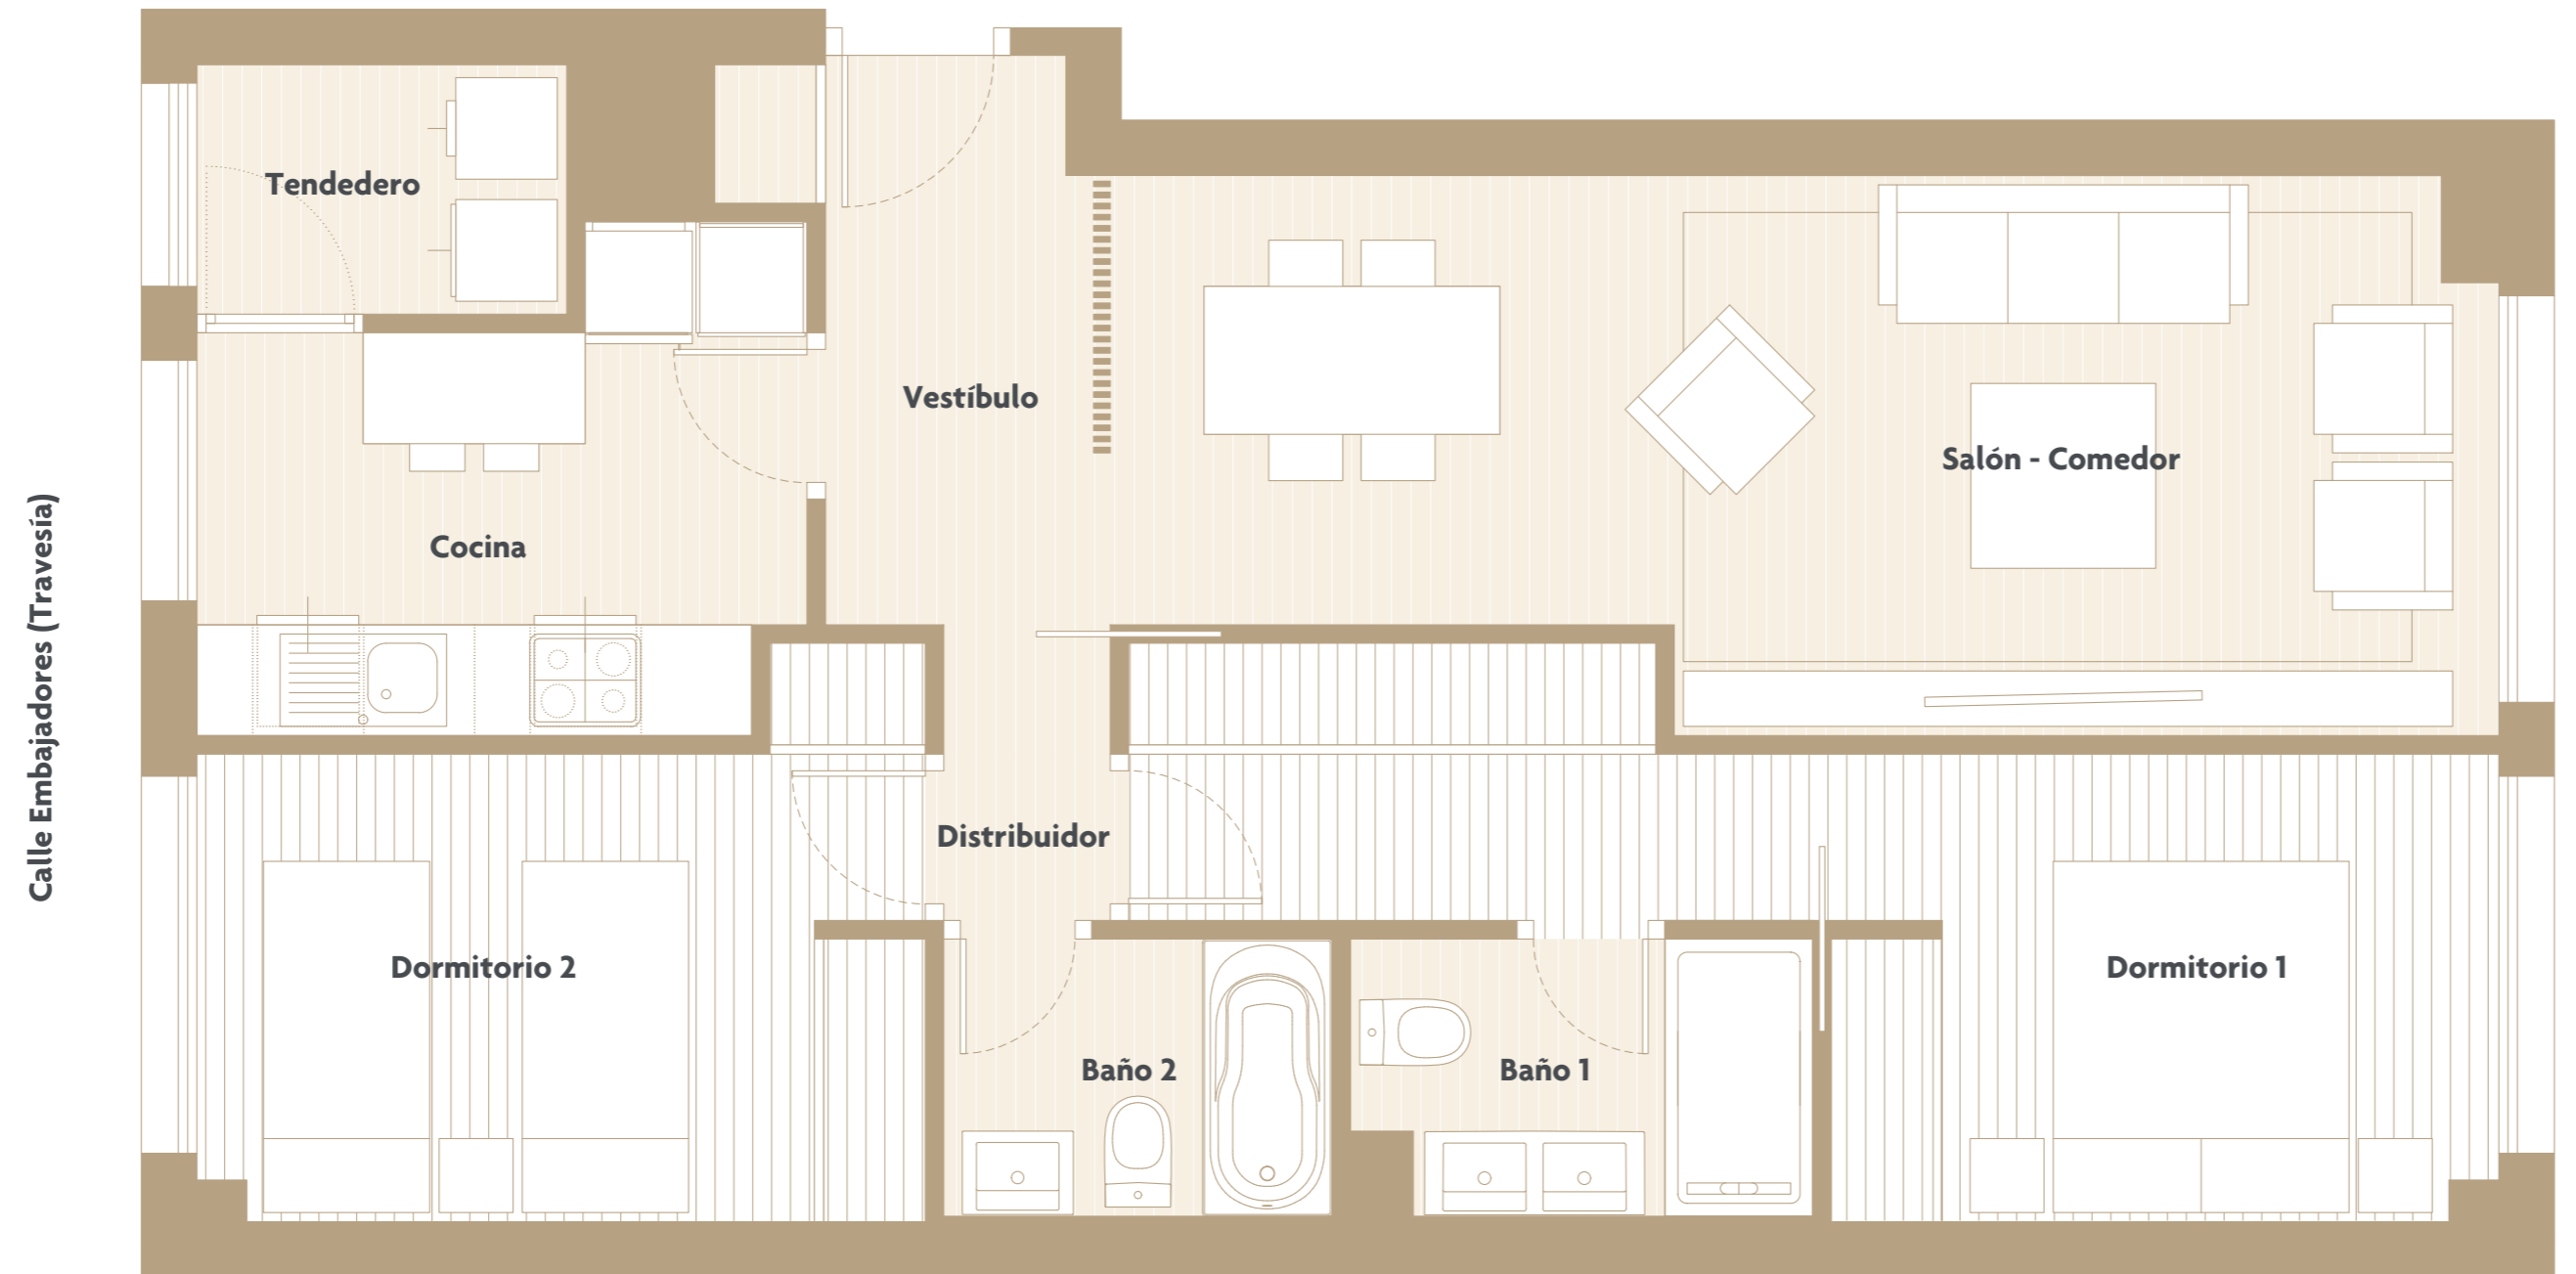 Tendedero
Vestíbulo
Salón - Comedor
Cocina
Calle Embajadores (Travesía)
Distribuidor
Dormitorio 2
Dormitorio 1
Baño 2
Baño 1